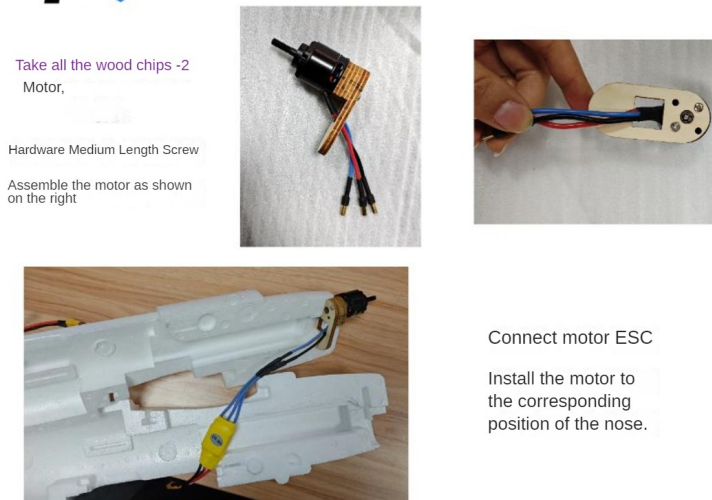 Take all the wood chips -2
Motor,
Hardware Medium Length Screw
Assemble the motor as shown
on the right
Connect motor ESC
Install the motor to
the corresponding
position of the nose.